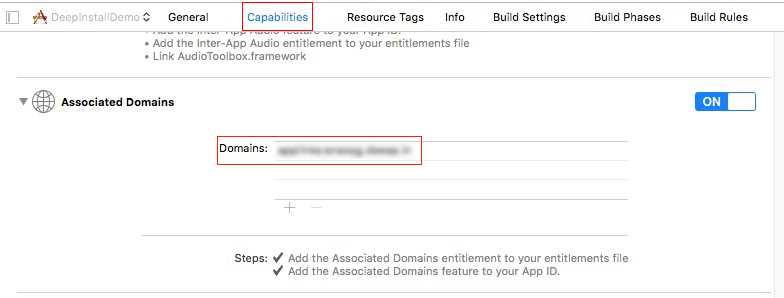 DeepInstallDemo General Capabilities Resource Tags Info Build Settings Build Phases Build Rules
• Add the Inter-App Audio feature to your App ID.
• Add the Inter-App Audio entitlement to your entitlements file
• Link AudioToolbox.framework
Associated Domains ON
Domains:
Steps: ✔ Add the Associated Domains entitlement to your entitlements file
✔ Add the Associated Domains feature to your App ID.